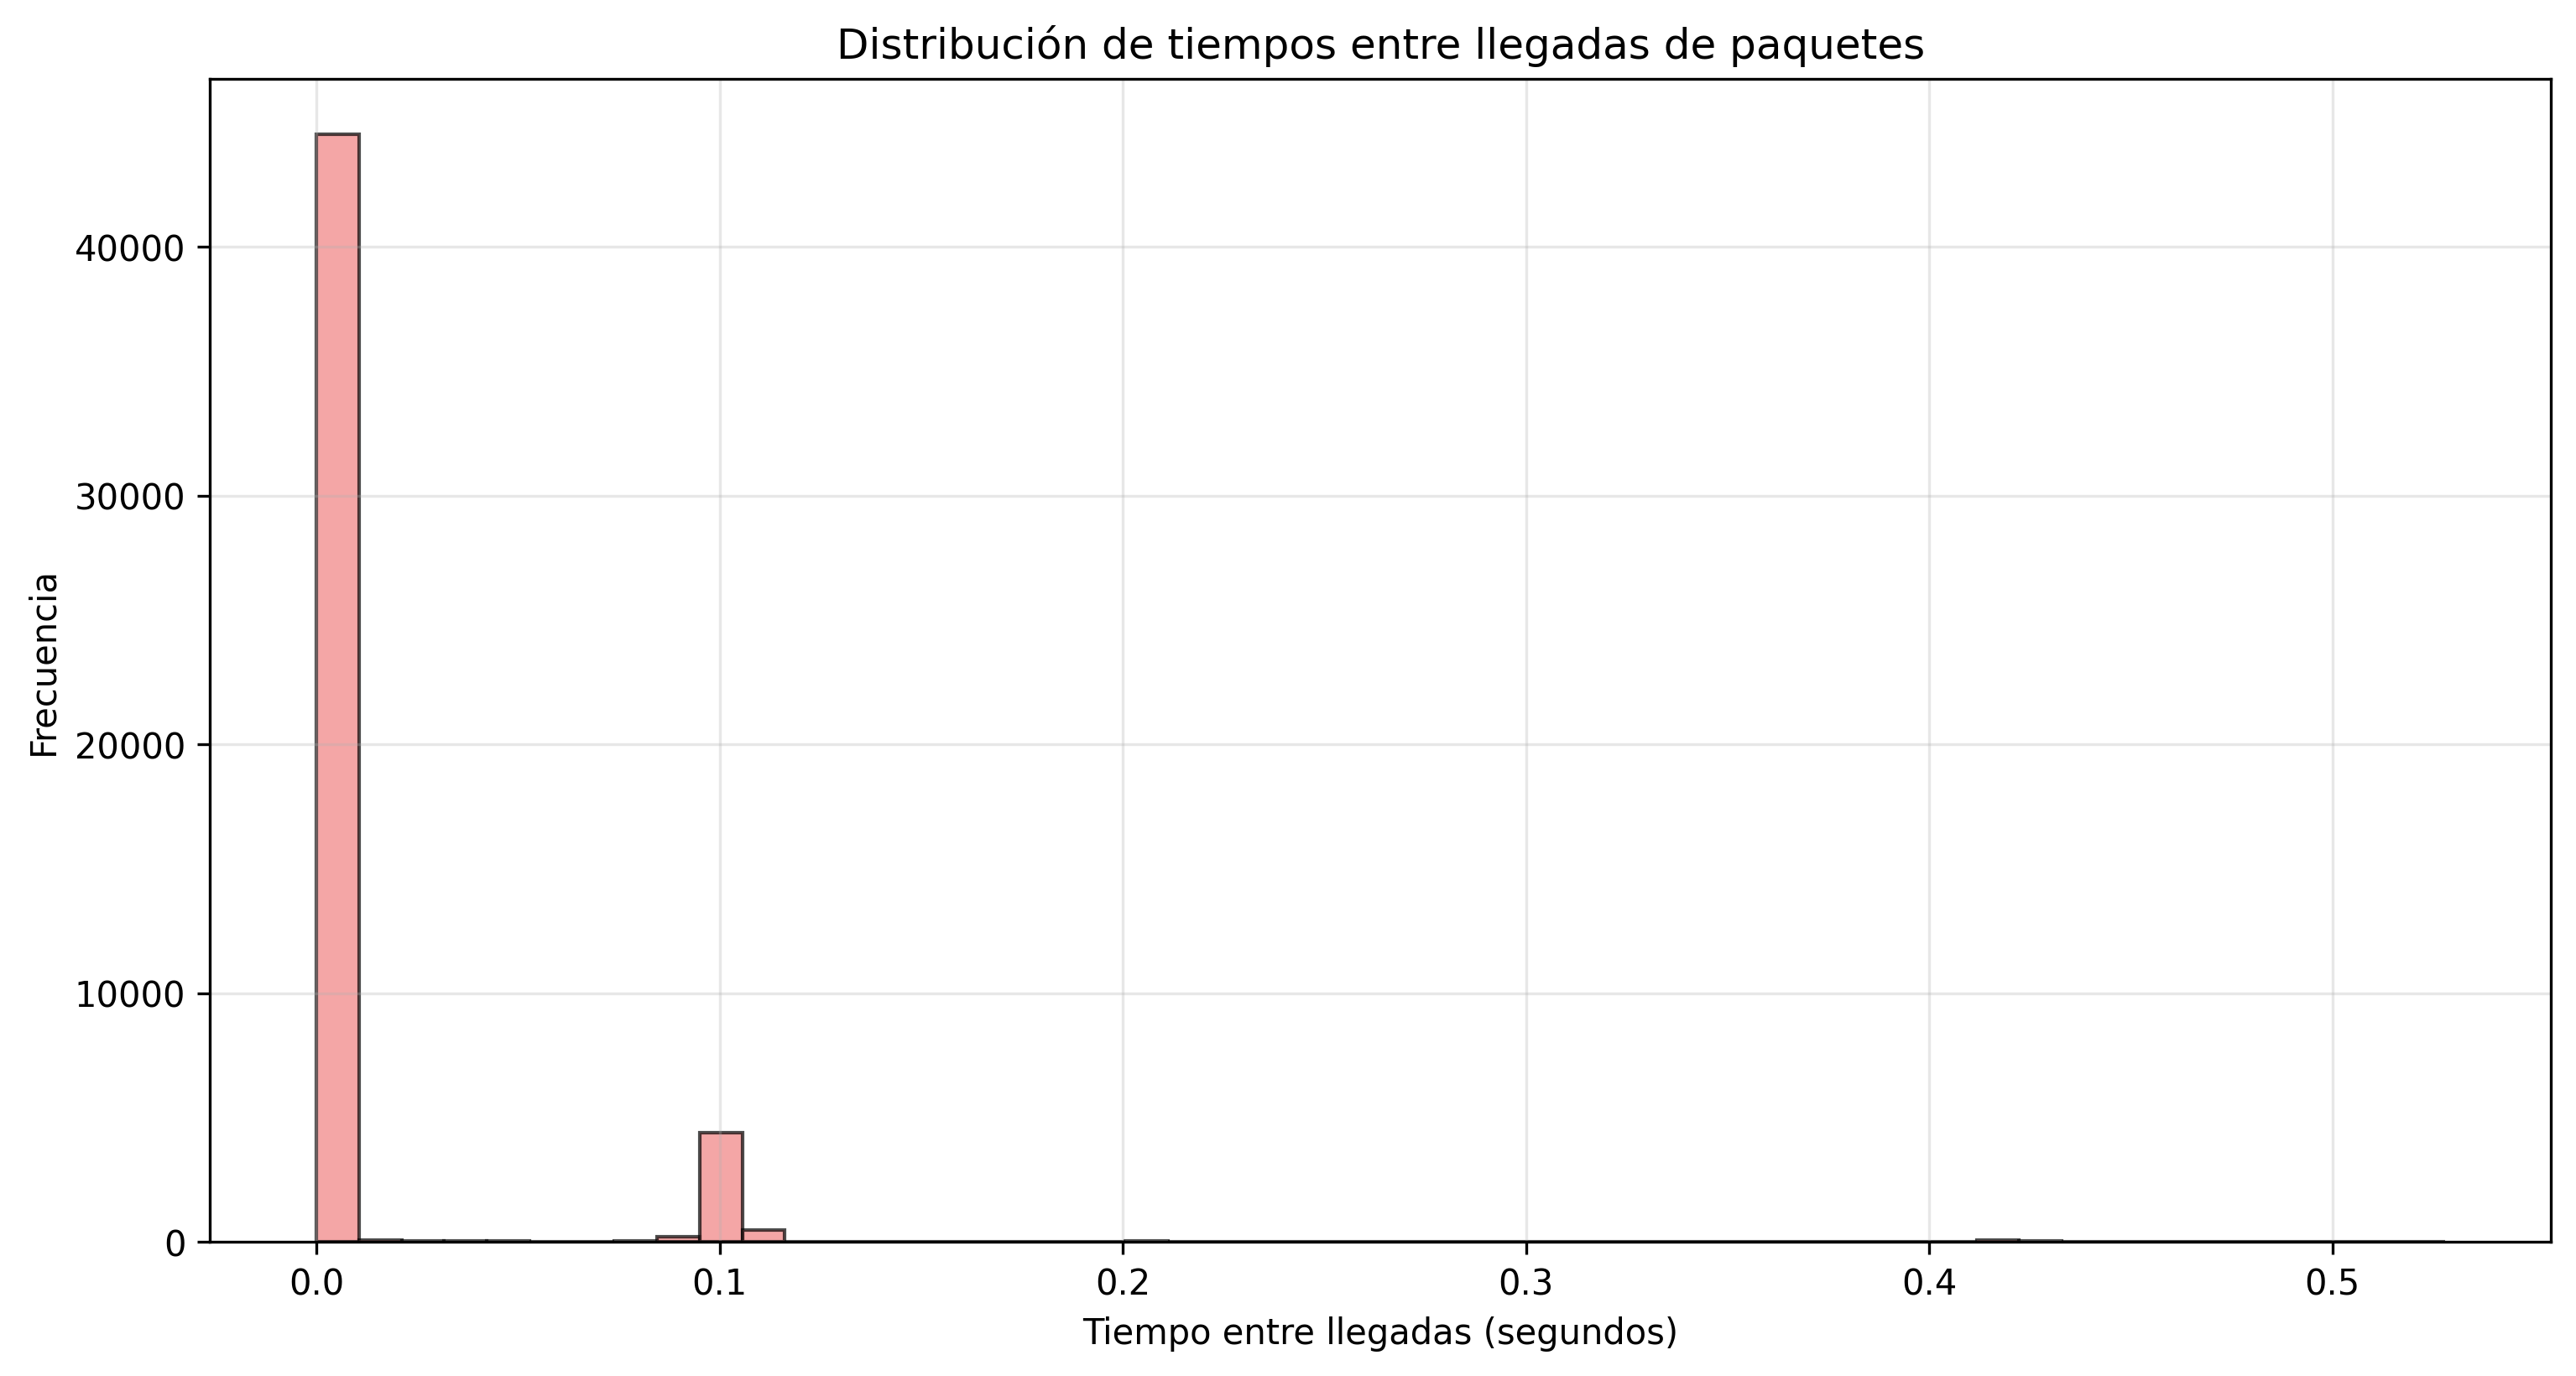 Distribución de tiempos entre llegadas de paquetes
Frecuencia
40000
30000
20000
10000
0
0.0 0.1 0.2 0.3 0.4 0.5
Tiempo entre llegadas (segundos)